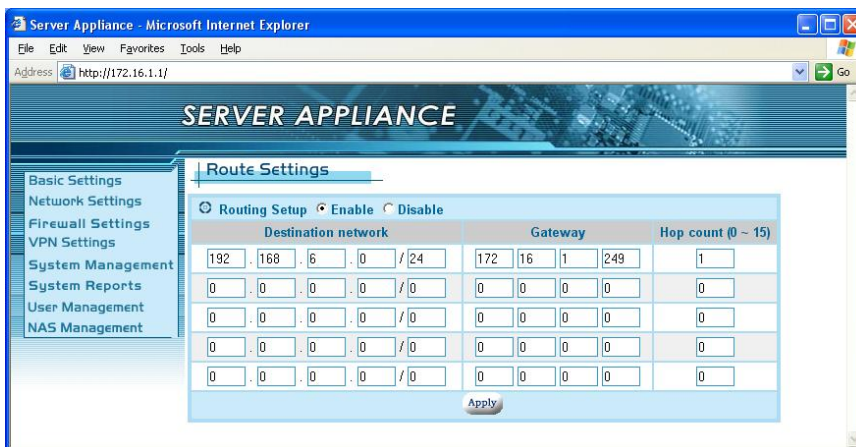 Server Appliance - Microsoft Internet Explorer
File Edit View Favorites Tools Help
Address http://172.16.1.1/ Go
SERVER APPLIANCE
Basic Settings
Network Settings
Firewall Settings
VPN Settings
System Management
System Reports
User Management
NAS Management
Route Settings
Routing Setup Enable Disable
Destination network Gateway Hop count (0 ~ 15)
192 . 168 . 6 . 0 / 24 172 16 1 249 1
0 . 0 . 0 . 0 / 0 0 0 0 0 0
0 . 0 . 0 . 0 / 0 0 0 0 0 0
0 . 0 . 0 . 0 / 0 0 0 0 0 0
0 . 0 . 0 . 0 / 0 0 0 0 0 0
Apply